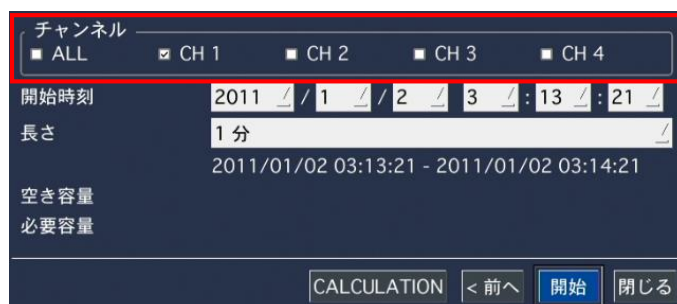 チャンネル
ALL CH 1 CH 2 CH 3 CH 4
開始時刻 2011 / 1 / 2 3 : 13 : 21
長さ 1 分
2011/01/02 03:13:21 - 2011/01/02 03:14:21
空き容量
必要容量
CALCULATION <前へ 開始 閉じる